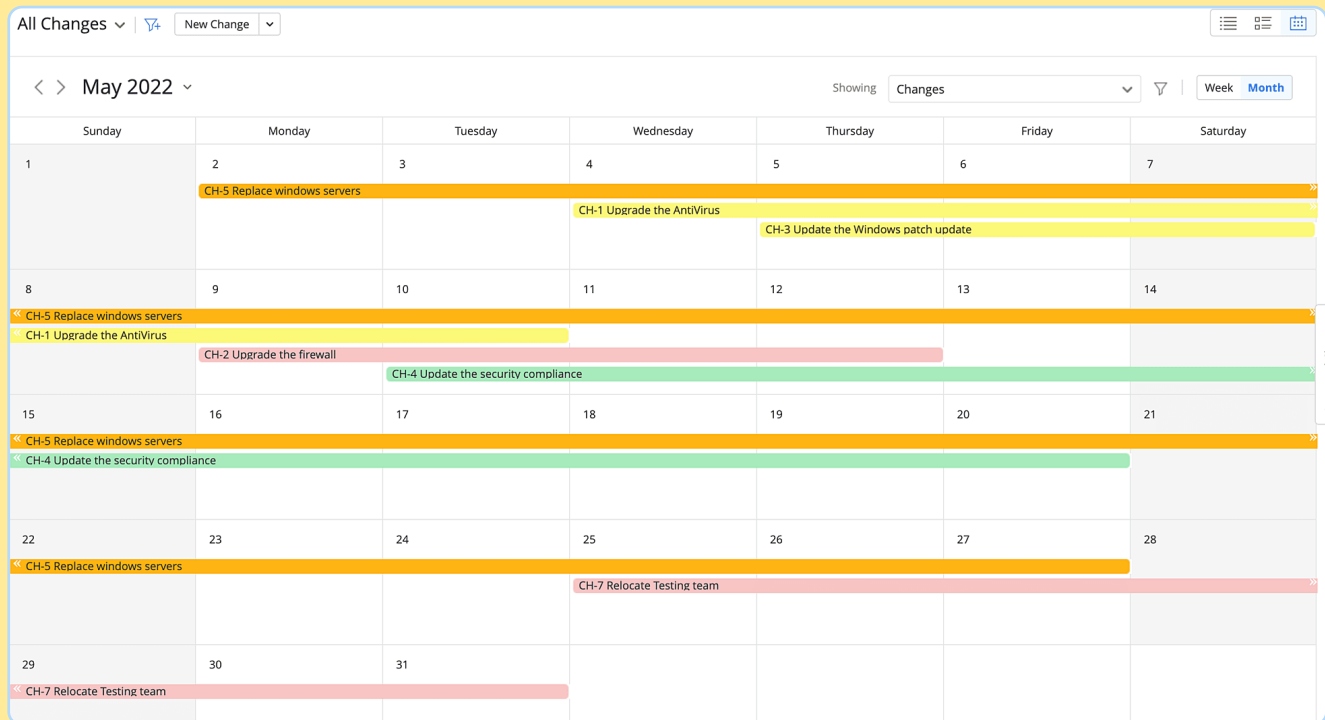 All Changes New Change
May 2022 Showing Changes Week Month
Sunday Monday Tuesday Wednesday Thursday Friday Saturday
1 2 3 4 5 6 7
CH-5 Replace windows servers
CH-1 Upgrade the AntiVirus
CH-3 Update the Windows patch update
8 9 10 11 12 13 14
CH-5 Replace windows servers
CH-1 Upgrade the AntiVirus
CH-2 Upgrade the firewall
CH-4 Update the security compliance
15 16 17 18 19 20 21
CH-5 Replace windows servers
CH-4 Update the security compliance
22 23 24 25 26 27 28
CH-5 Replace windows servers
CH-7 Relocate Testing team
29 30 31
CH-7 Relocate Testing team